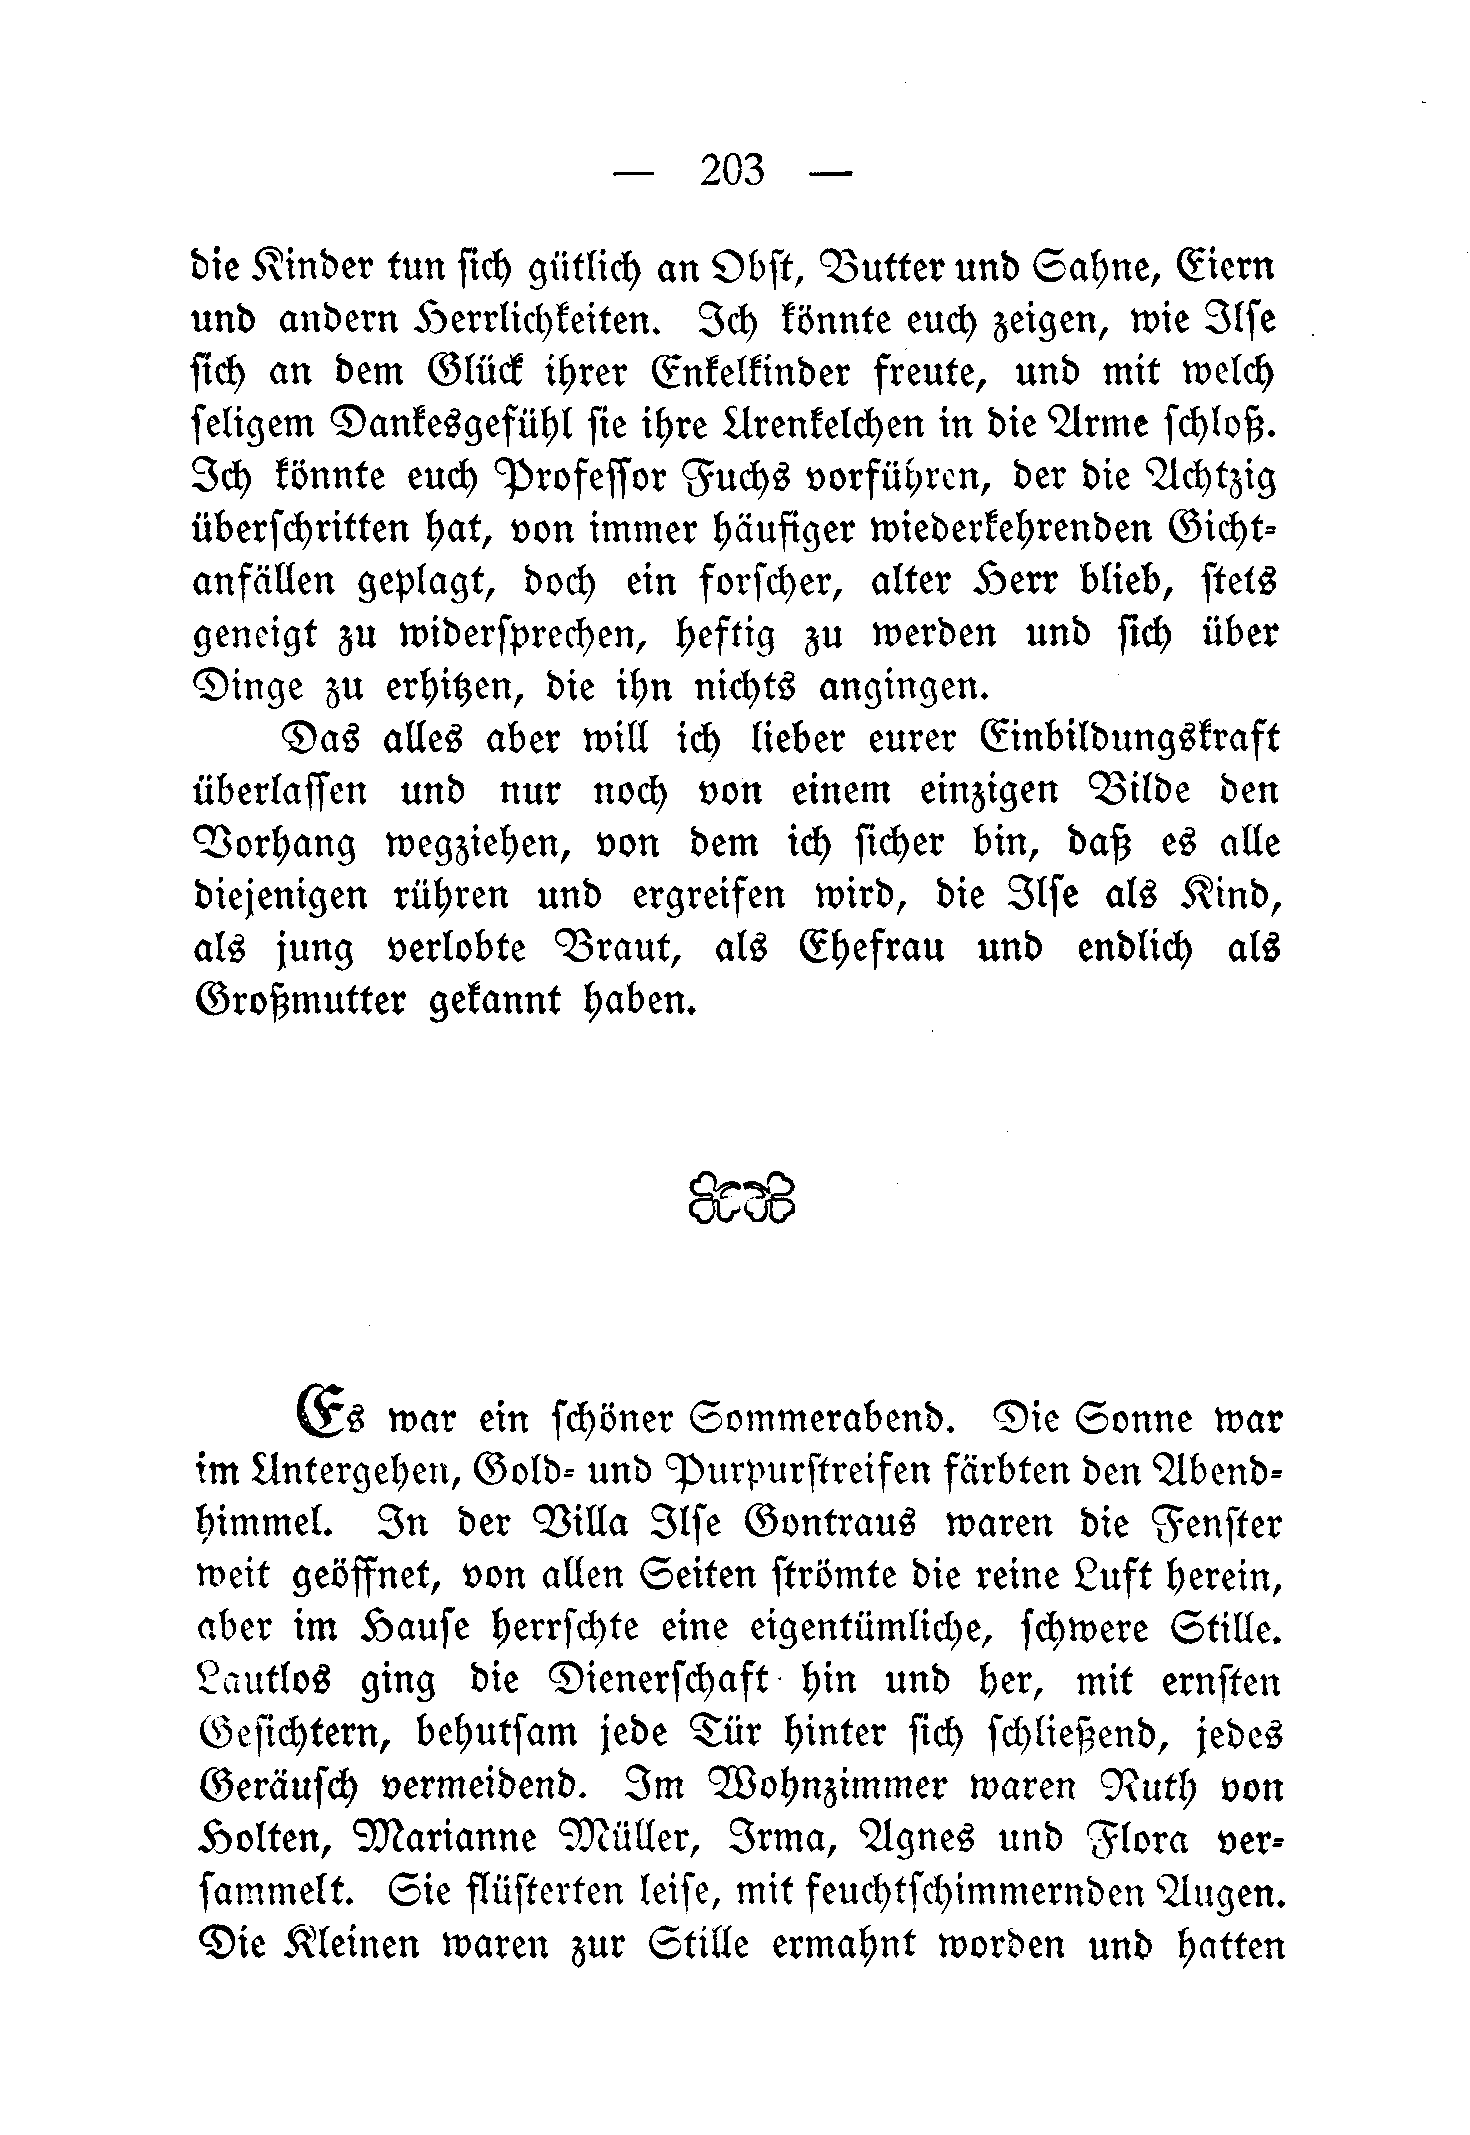 — 203 —
die Kinder tun ſich gütlich an Obſt, Butter und Sahne, Eiern
und andern Herrlichkeiten. Ich könnte euch zeigen, wie Ilſe
ſich an dem Glück ihrer Enkelkinder freute, und mit welch
ſeligem Dankesgefühl ſie ihre Urenkelchen in die Arme ſchloß.
Ich könnte euch Profeſſor Fuchs vorführen, der die Achtzig
überſchritten hat, von immer häufiger wiederkehrenden Gicht-
anfällen geplagt, doch ein forſcher, alter Herr blieb, ſtets
geneigt zu widerſprechen, heftig zu werden und ſich über
Dinge zu erhitzen, die ihn nichts angingen.
Das alles aber will ich lieber eurer Einbildungskraft
überlaſſen und nur noch von einem einzigen Bilde den
Vorhang wegziehen, von dem ich ſicher bin, daß es alle
diejenigen rühren und ergreifen wird, die Ilſe als Kind,
als jung verlobte Braut, als Ehefrau und endlich als
Großmutter gekannt haben.
Es war ein ſchöner Sommerabend. Die Sonne war
im Untergehen, Gold- und Purpurſtreifen färbten den Abend-
himmel. In der Villa Ilſe Gontraus waren die Fenſter
weit geöffnet, von allen Seiten ſtrömte die reine Luft herein,
aber im Hauſe herrſchte eine eigentümliche, ſchwere Stille.
Lautlos ging die Dienerſchaft hin und her, mit ernſten
Geſichtern, behutſam jede Tür hinter ſich ſchließend, jedes
Geräuſch vermeidend. Im Wohnzimmer waren Ruth von
Holten, Marianne Müller, Irma, Agnes und Flora ver-
ſammelt. Sie flüſterten leiſe, mit feuchtſchimmernden Augen.
Die Kleinen waren zur Stille ermahnt worden und hatten